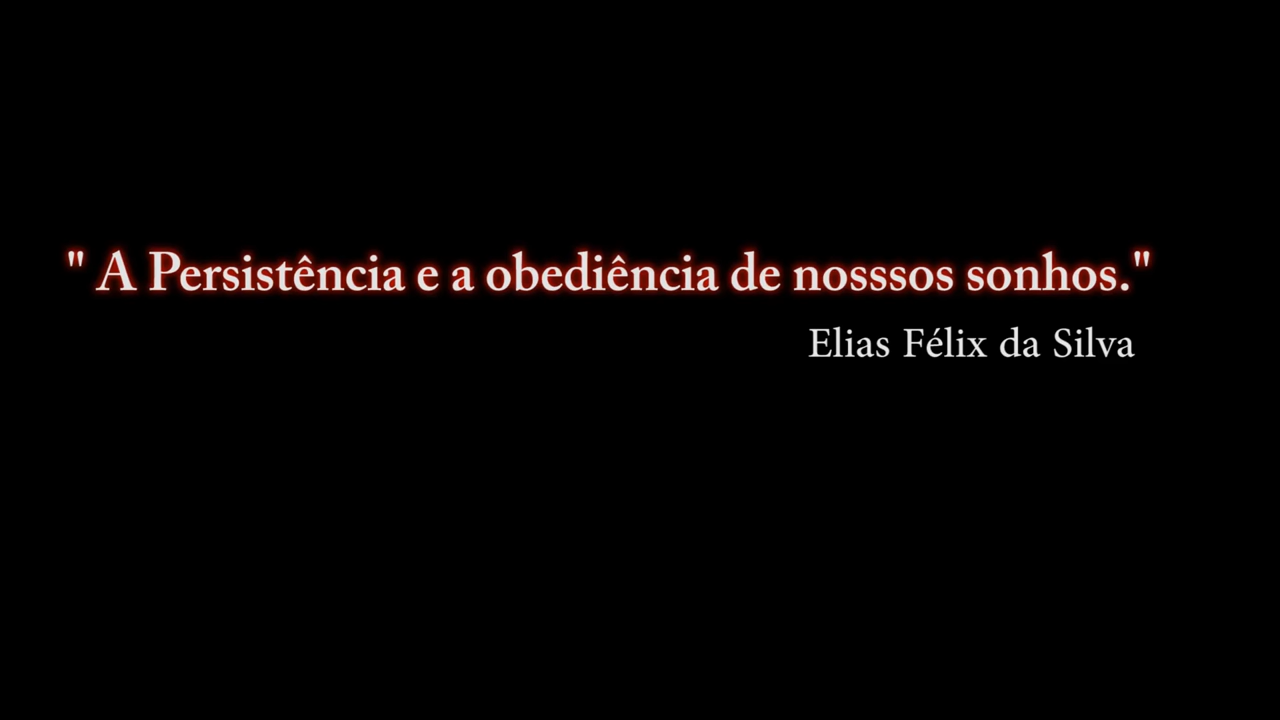 " A Persistência e a obediência de nosssos sonhos."
Elias Félix da Silva